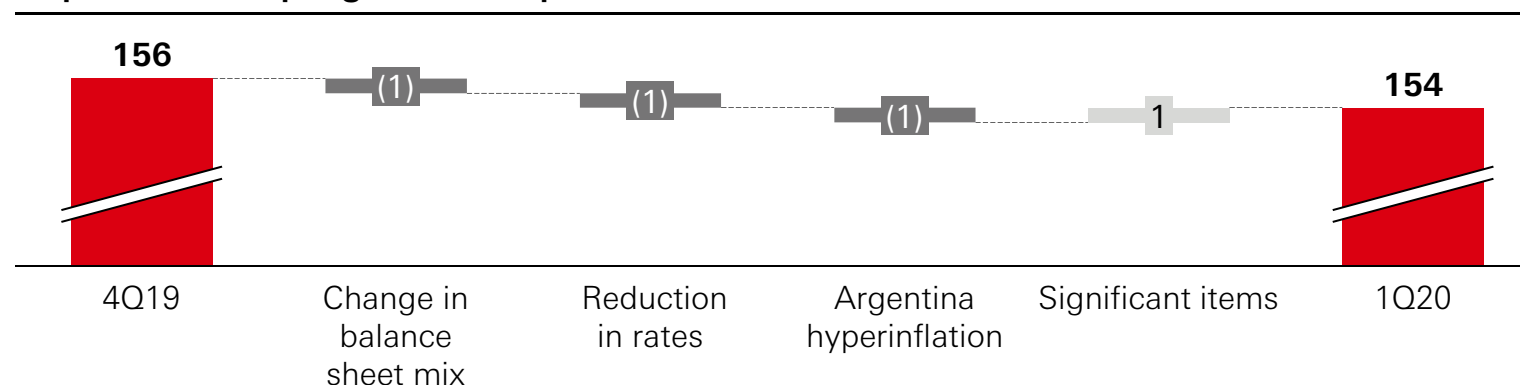 156
(1)
(1)
(1)
1
154
4Q19
Change in
balance
sheet mix
Reduction
in rates
Argentina
hyperinflation
Significant items
1Q20